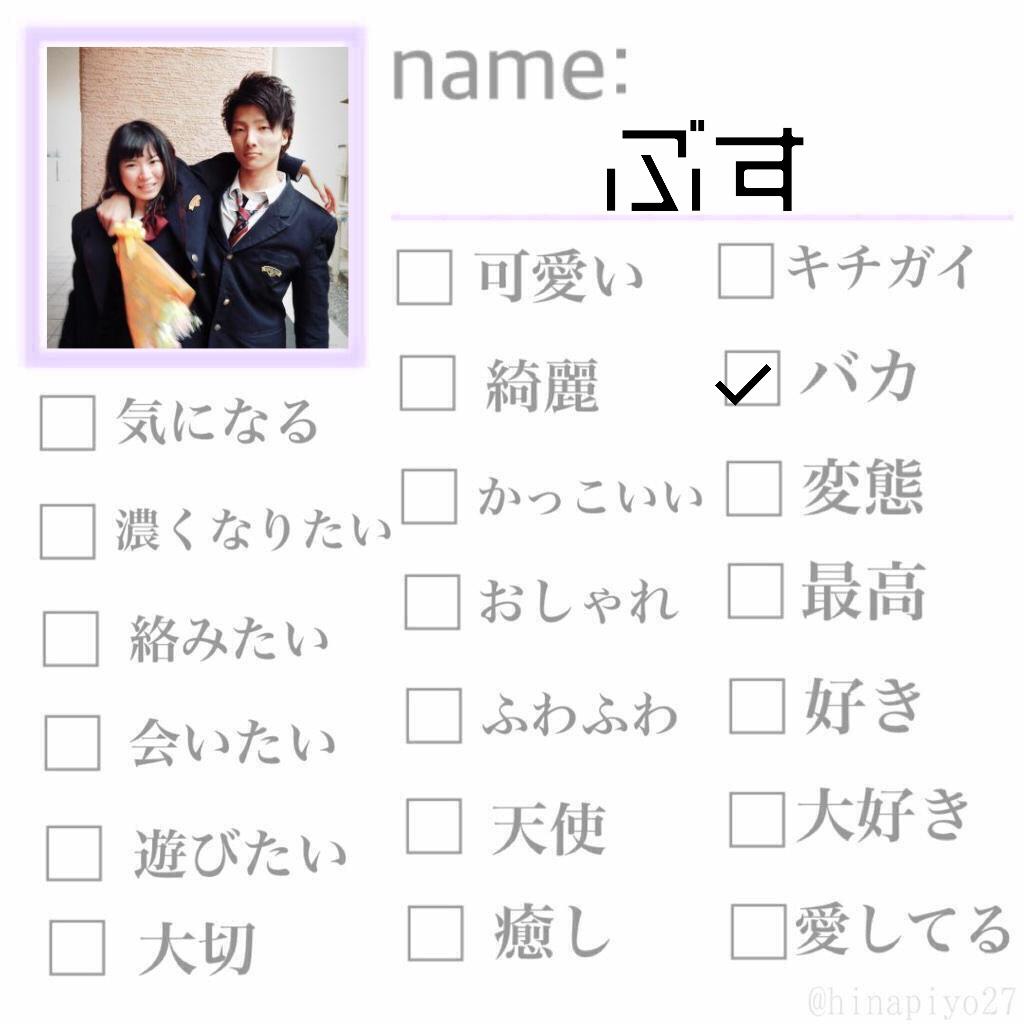 name:
ぶす
可愛い
キチガイ
綺麗
バカ
気になる
かっこいい
変態
濃くなりたい
おしゃれ
最高
絡みたい
ふわふわ
好き
会いたい
天使
大好き
遊びたい
癒し
愛してる
大切
@hinapiyo27